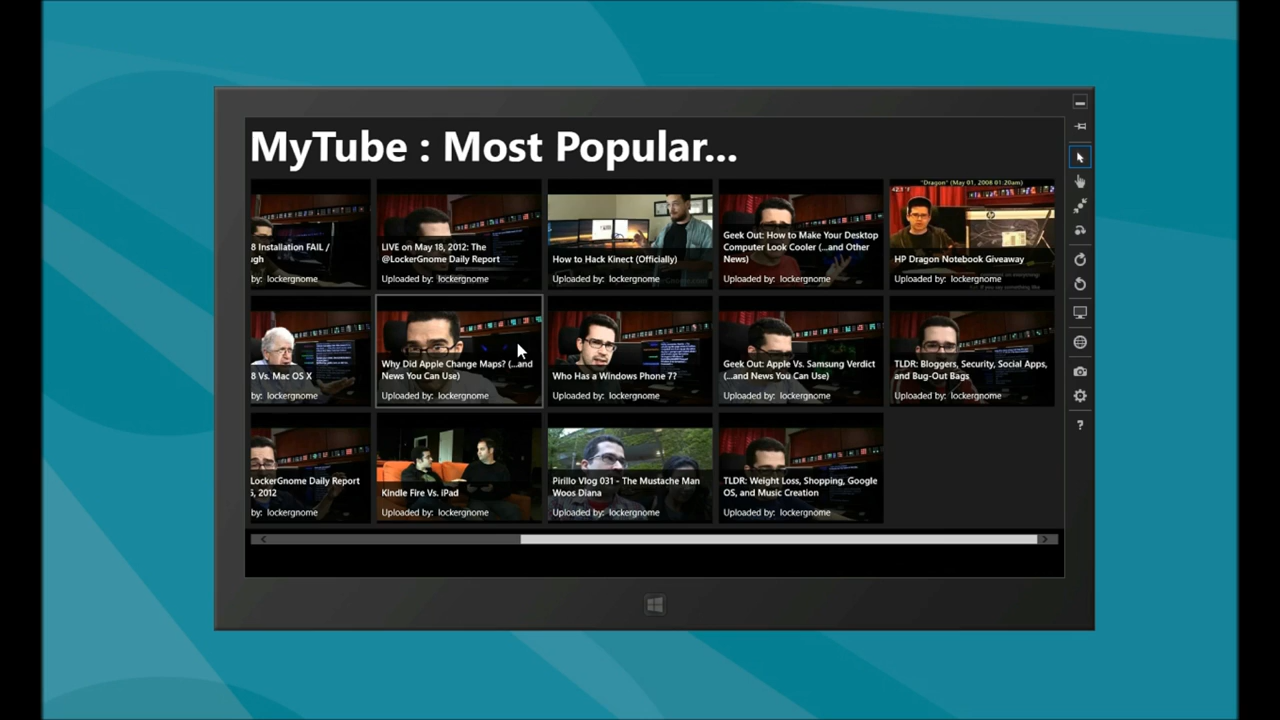 MyTube : Most Popular...
8 Installation FAIL /
ugh
by: lockergnome
LIVE on May 18, 2012: The
@LockerGnome Daily Report
Uploaded by: lockergnome
How to Hack Kinect (Officially)
Uploaded by: lockergnome
Geek Out: How to Make Your Desktop
Computer Look Cooler (...and Other
News)
Uploaded by: lockergnome
"Dragon" (May 01, 2008 01:20am)
HP Dragon Notebook Giveaway
Uploaded by: lockergnome
8 Vs. Mac OS X
by: lockergnome
Why Did Apple Change Maps? (...and
News You Can Use)
Uploaded by: lockergnome
Who Has a Windows Phone 7?
Uploaded by: lockergnome
Geek Out: Apple Vs. Samsung Verdict
(...and News You Can Use)
Uploaded by: lockergnome
TLDR: Bloggers, Security, Social Apps,
and Bug-Out Bags
Uploaded by: lockergnome
LockerGnome Daily Report
, 2012
by: lockergnome
Kindle Fire Vs. iPad
Uploaded by: lockergnome
Pirillo Vlog 031 - The Mustache Man
Woos Diana
Uploaded by: lockergnome
TLDR: Weight Loss, Shopping, Google
OS, and Music Creation
Uploaded by: lockergnome
?